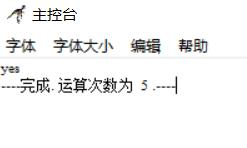 主控台
字体 字体大小 编辑 帮助
yes
----完成. 运算次数为 5 .----